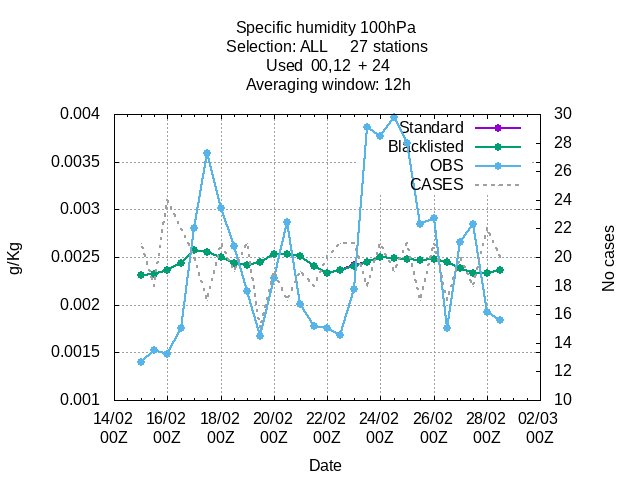 Specific humidity 100hPa
Selection: ALL 27 stations
Used 00,12 + 24
Averaging window: 12h
Standard
Blacklisted
OBS
CASES
g/Kg
0.004
0.0035
0.003
0.0025
0.002
0.0015
0.001
No cases
30
28
26
24
22
20
18
16
14
12
10
14/02 16/02 18/02 20/02 22/02 24/02 26/02 28/02 02/03
00Z 00Z 00Z 00Z 00Z 00Z 00Z 00Z 00Z
Date